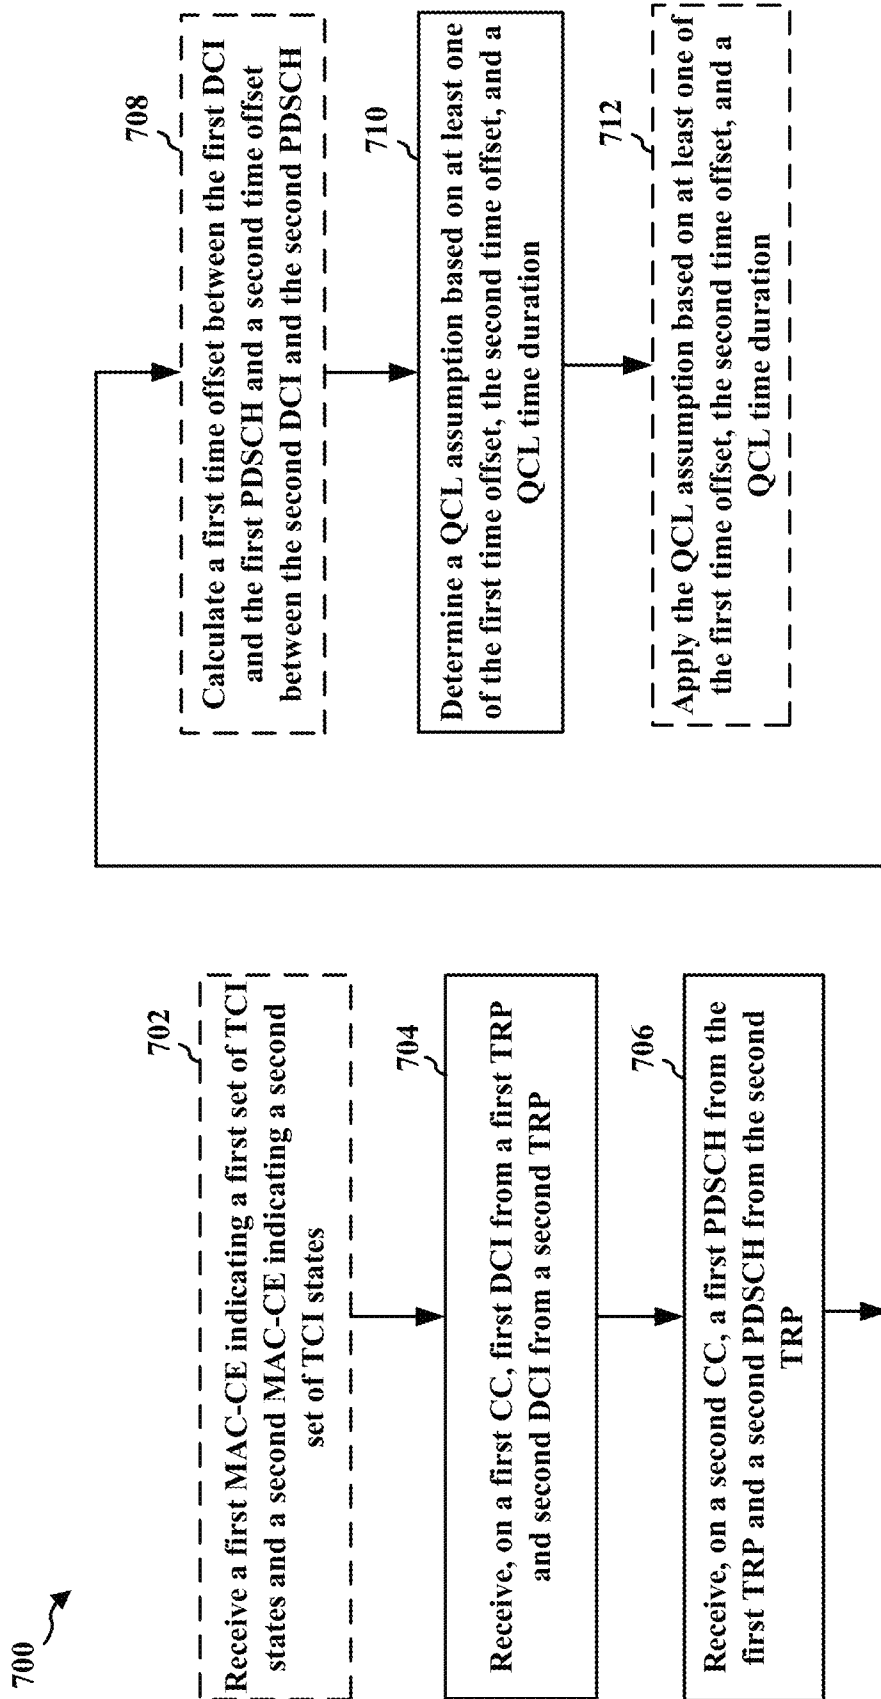 700
702
Receive a first MAC-CE indicating a first set of TCI
states and a second MAC-CE indicating a second
set of TCI states
704
Receive, on a first CC, first DCI from a first TRP
and second DCI from a second TRP
706
Receive, on a second CC, a first PDSCH from the
first TRP and a second PDSCH from the second
TRP
708
Calculate a first time offset between the first DCI
and the first PDSCH and a second time offset
between the second DCI and the second PDSCH
710
Determine a QCL assumption based on at least one
of the first time offset, the second time offset, and a
QCL time duration
712
Apply the QCL assumption based on at least one of
the first time offset, the second time offset, and a
QCL time duration